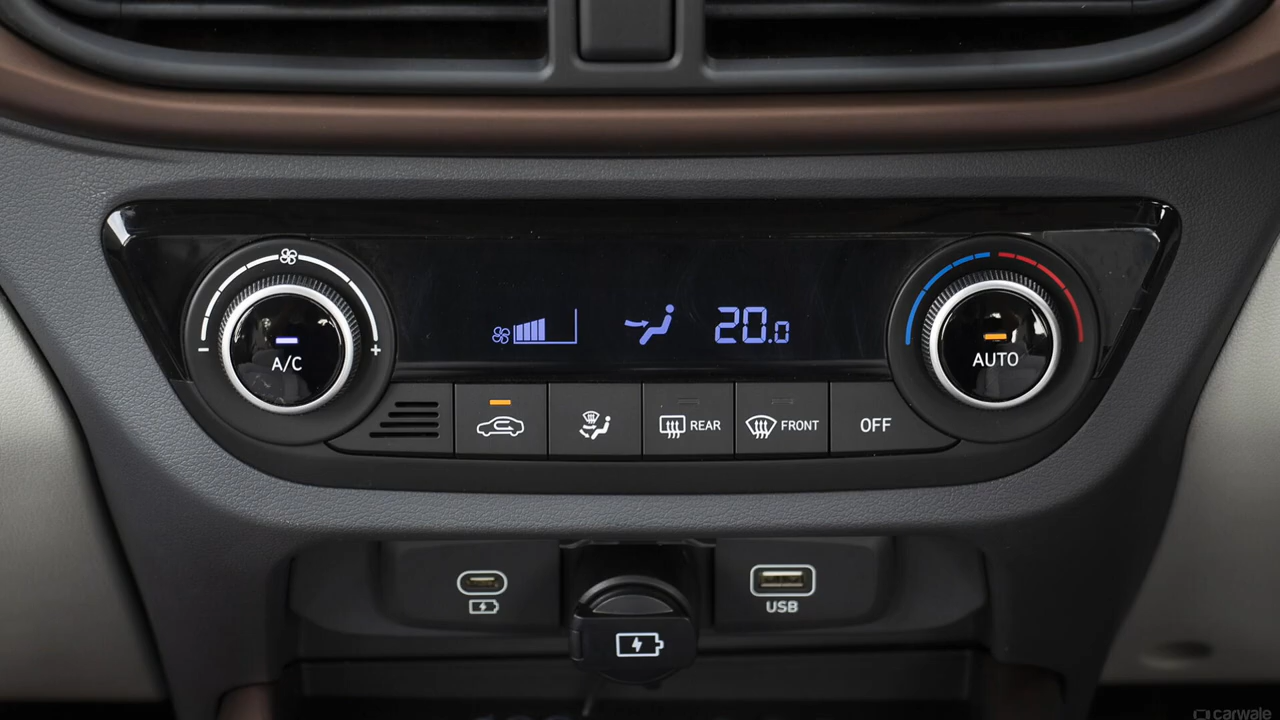 20.0
- A/C +
AUTO
REAR
FRONT
OFF
USB
carwale